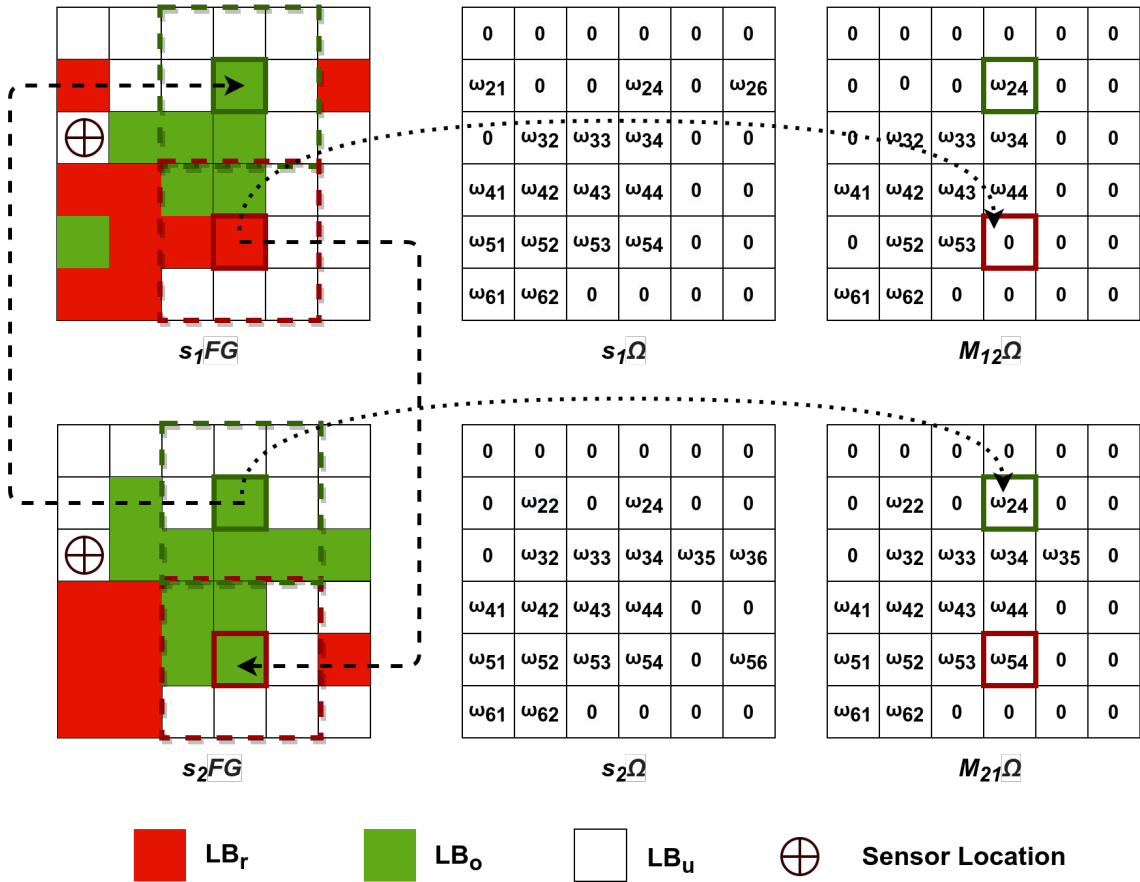 0 0 0 0 0 0 0 0 0 0 0 0
ω21 0 0 ω24 0 ω26 0 0 0 ω24 0 0
0 ω32 ω33 ω34 0 0 0 ω32 ω33 ω34 0 0
ω41 ω42 ω43 ω44 0 0 ω41 ω42 ω43 ω44 0 0
ω51 ω52 ω53 ω54 0 0 0 ω52 ω53 0 0 0
ω61 ω62 0 0 0 0 ω61 ω62 0 0 0 0
s1FG s1Ω M12Ω
0 0 0 0 0 0 0 0 0 0 0 0
0 ω22 0 ω24 0 0 0 ω22 0 ω24 0 0
0 ω32 ω33 ω34 ω35 ω36 0 ω32 ω33 ω34 ω35 0
ω41 ω42 ω43 ω44 0 0 ω41 ω42 ω43 ω44 0 0
ω51 ω52 ω53 ω54 0 ω56 ω51 ω52 ω53 ω54 0 0
ω61 ω62 0 0 0 0 ω61 ω62 0 0 0 0
s2FG s2Ω M21Ω
LBr LBo LBu Sensor Location